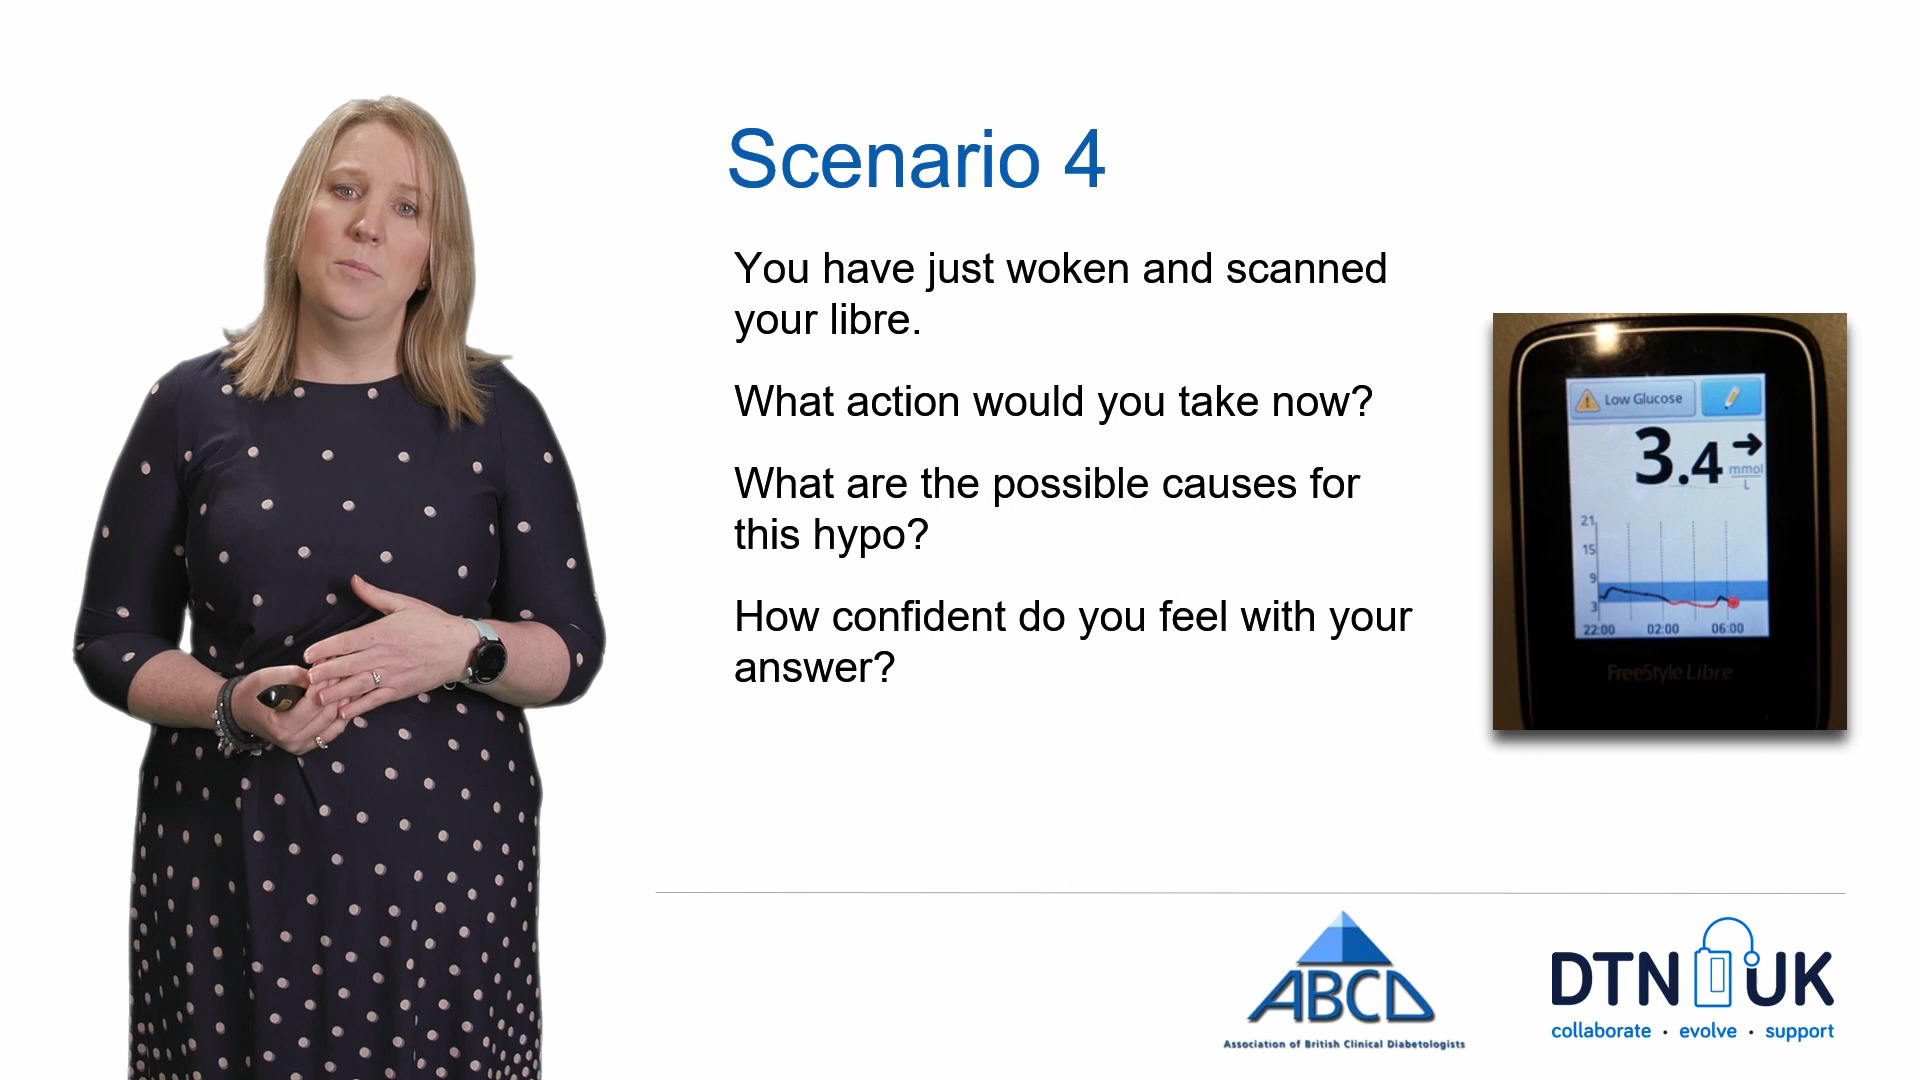 Scenario 4
You have just woken and scanned
your libre.
What action would you take now?
What are the possible causes for
this hypo?
How confident do you feel with your
answer?
Low Glucose
3.4
mmol
L
21
15
9
3
22:00 02:00 06:00
FreeStyle Libre
ABCD
Association of British Clinical Diabetologists
DTN UK
collaborate · evolve · support